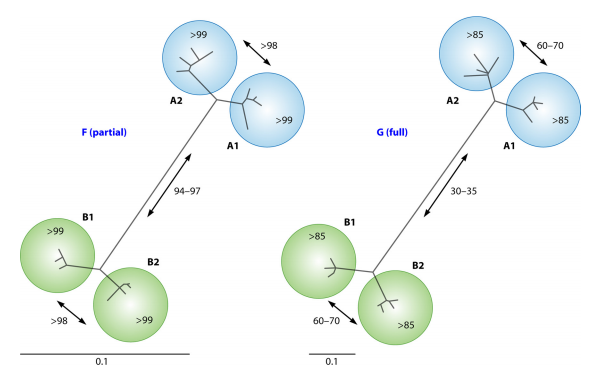 >99
>98
A2
>99
F (partial)
A1
94–97
B1
>99
B2
>98
>99
0.1
>85
60–70
A2
>85
G (full)
A1
30–35
B1
>85
B2
60–70
>85
0.1